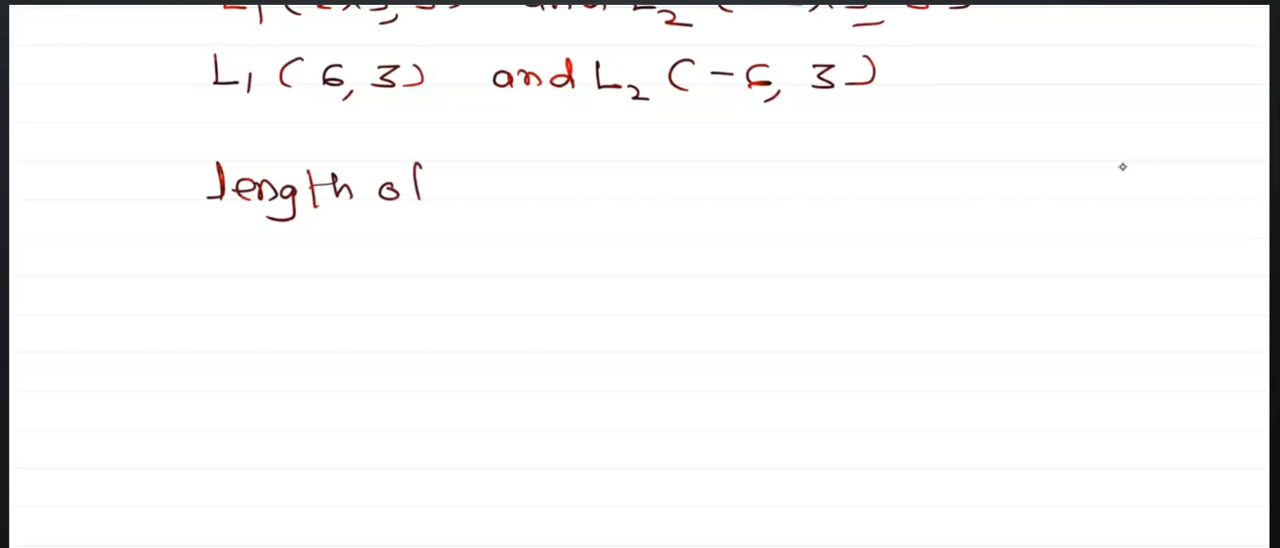 L₁ ( 6, 3) and L₂ ( -6, 3)
length of